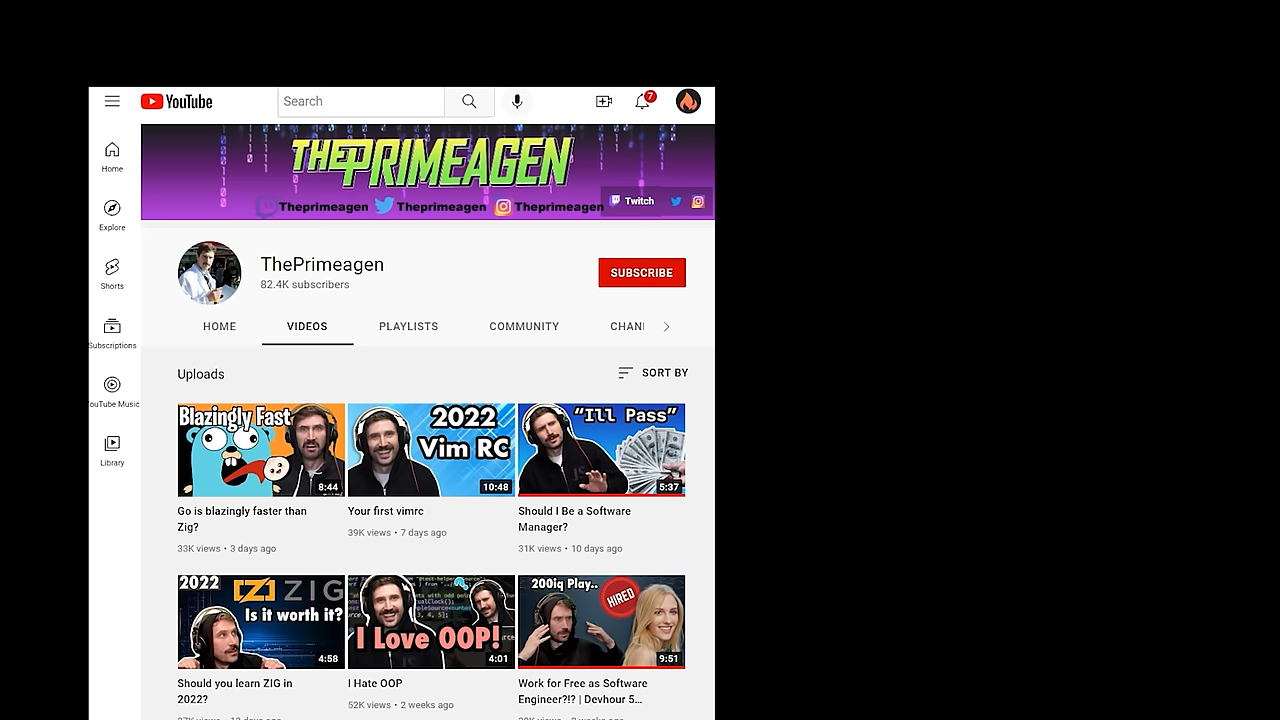 YouTube
Search
7
Home
Explore
Shorts
Subscriptions
YouTube Music
Library
THEPRIMEAGEN
Theprimeagen Theprimeagen Theprimeagen
Twitch
ThePrimeagen
82.4K subscribers
SUBSCRIBE
HOME VIDEOS PLAYLISTS COMMUNITY CHAN
Uploads
SORT BY
Blazingly Fast
8:44
2022
Vim RC
10:48
"Ill Pass"
5:37
Go is blazingly faster than
Zig?
33K views • 3 days ago
Your first vimrc
39K views • 7 days ago
Should I Be a Software
Manager?
31K views • 10 days ago
2022
ZIG
Is it worth it?
4:58
I Love OOP!
4:01
200iq Play..
HIRED
9:51
Should you learn ZIG in
2022?
I Hate OOP
52K views • 2 weeks ago
Work for Free as Software
Engineer?!? | Devhour 5...